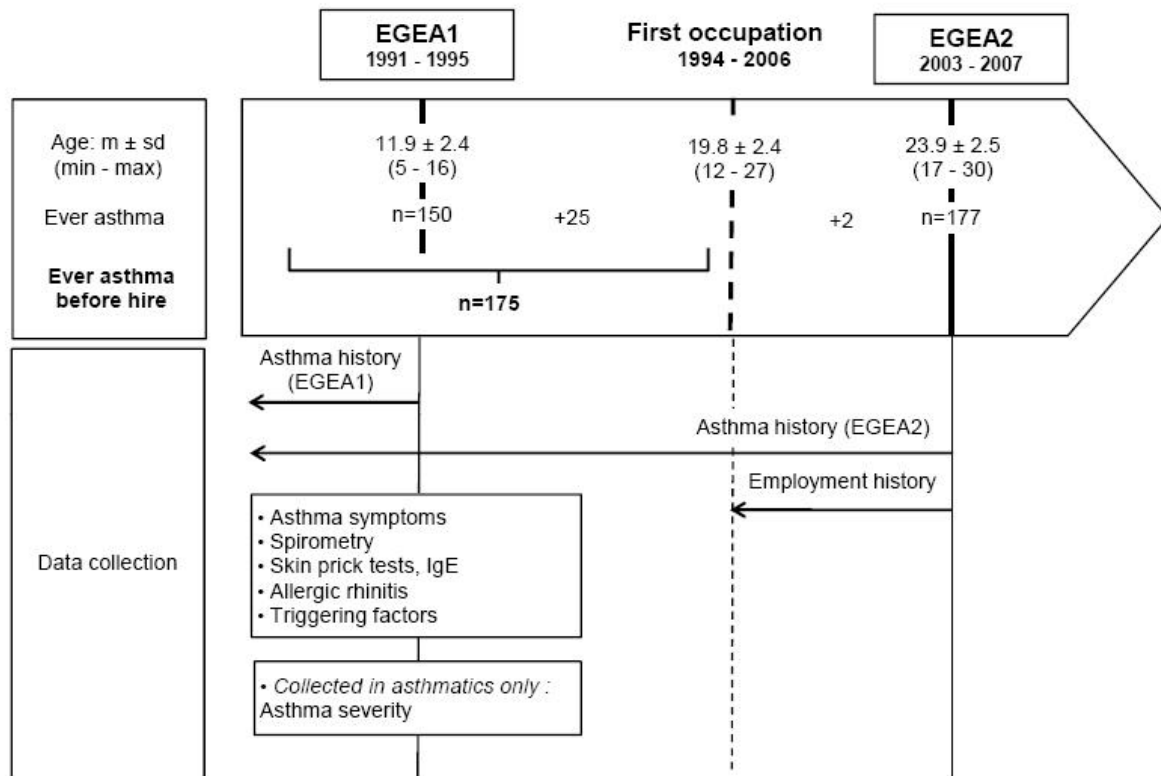 EGEA1
1991 - 1995
First occupation
1994 - 2006
EGEA2
2003 - 2007
Age: m ± sd
(min - max)
11.9 ± 2.4
(5 - 16)
19.8 ± 2.4
(12 - 27)
23.9 ± 2.5
(17 - 30)
Ever asthma
n=150
+25
+2
n=177
Ever asthma
before hire
n=175
Asthma history
(EGEA1)
Asthma history (EGEA2)
Employment history
Data collection
• Asthma symptoms
• Spirometry
• Skin prick tests, IgE
• Allergic rhinitis
• Triggering factors
• Collected in asthmatics only :
Asthma severity